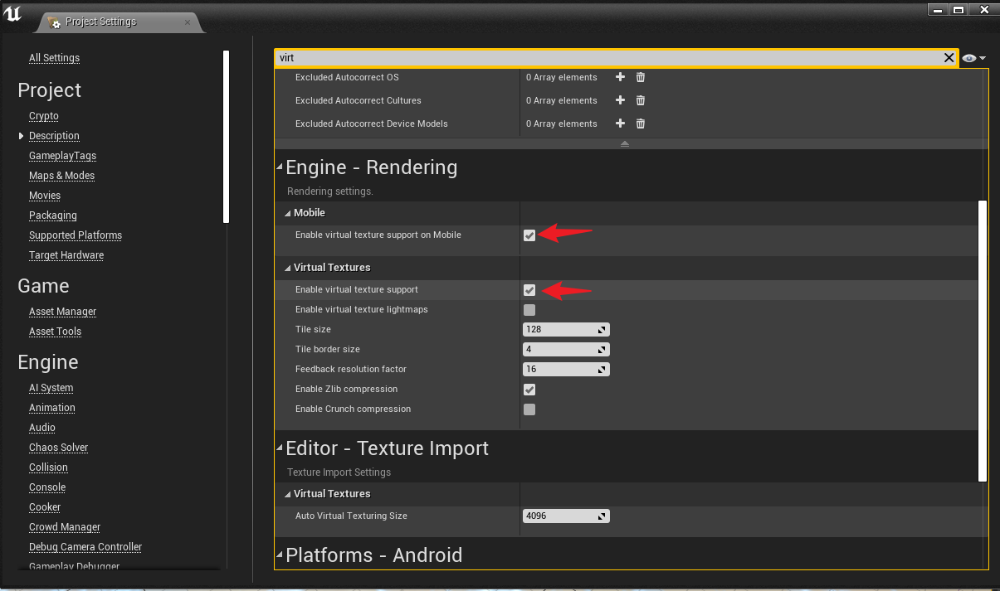 Project Settings
virt
All Settings
Project
Crypto
Description
GameplayTags
Maps & Modes
Movies
Packaging
Supported Platforms
Target Hardware
Game
Asset Manager
Asset Tools
Engine
AI System
Animation
Audio
Chaos Solver
Collision
Console
Cooker
Crowd Manager
Debug Camera Controller
Gameplay Debugger
Excluded Autocorrect OS 0 Array elements
Excluded Autocorrect Cultures 0 Array elements
Excluded Autocorrect Device Models 0 Array elements
Engine - Rendering
Rendering settings.
Mobile
Enable virtual texture support on Mobile
Virtual Textures
Enable virtual texture support
Enable virtual texture lightmaps
Tile size 128
Tile border size 4
Feedback resolution factor 16
Enable Zlib compression
Enable Crunch compression
Editor - Texture Import
Texture Import Settings
Virtual Textures
Auto Virtual Texturing Size 4096
Platforms - Android